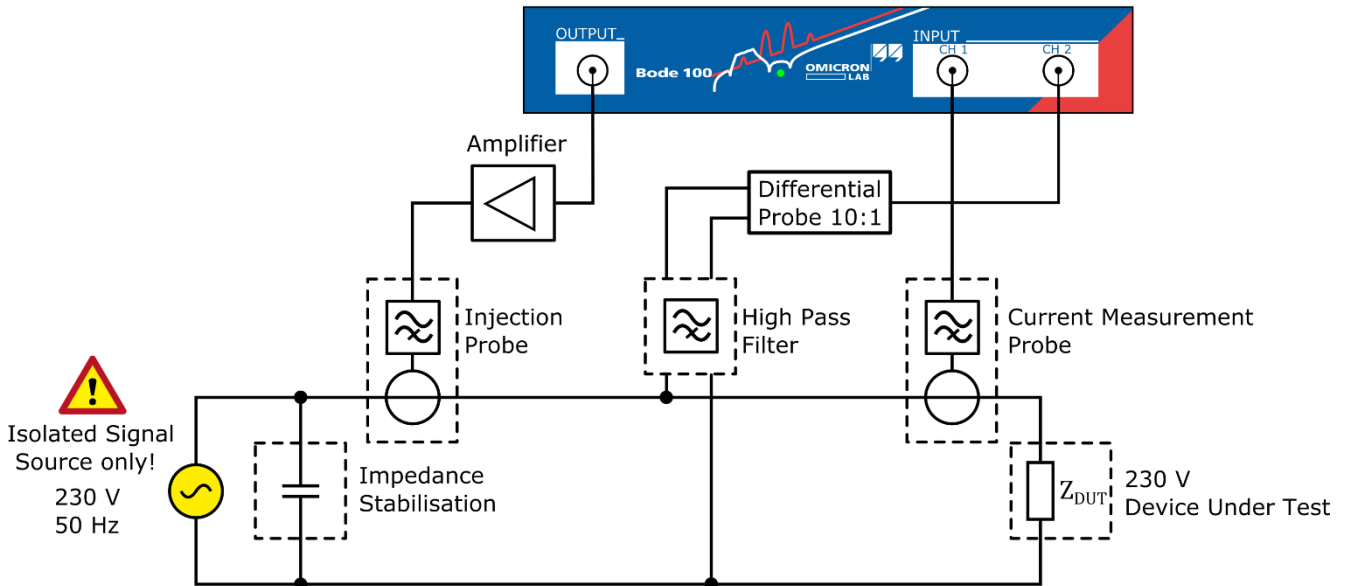 OUTPUT
INPUT
CH 1
CH 2
Bode 100
OMICRON
LAB
Amplifier
Differential
Probe 10:1
Injection
Probe
High Pass
Filter
Current Measurement
Probe
!
Isolated Signal
Source only!
230 V
50 Hz
Impedance
Stabilisation
Z_DUT
230 V
Device Under Test